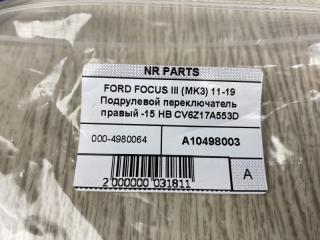 NR PARTS
FORD FOCUS III (MK3) 11-19
Подрулевой переключатель
правый -15 HB CV6Z17A553D
000-4980064
A10498003
2 000000 031811
A